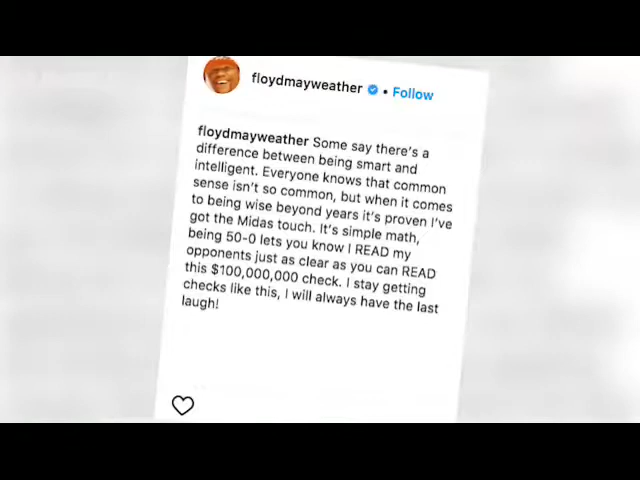 floydmayweather • Follow
floydmayweather Some say there's a
difference between being smart and
intelligent. Everyone knows that common
sense isn't so common, but when it comes
to being wise beyond years it's proven I've
got the Midas touch. It's simple math,
being 50-0 lets you know I READ my
opponents just as clear as you can READ
this $100,000,000 check. I stay getting
checks like this, I will always have the last
laugh!